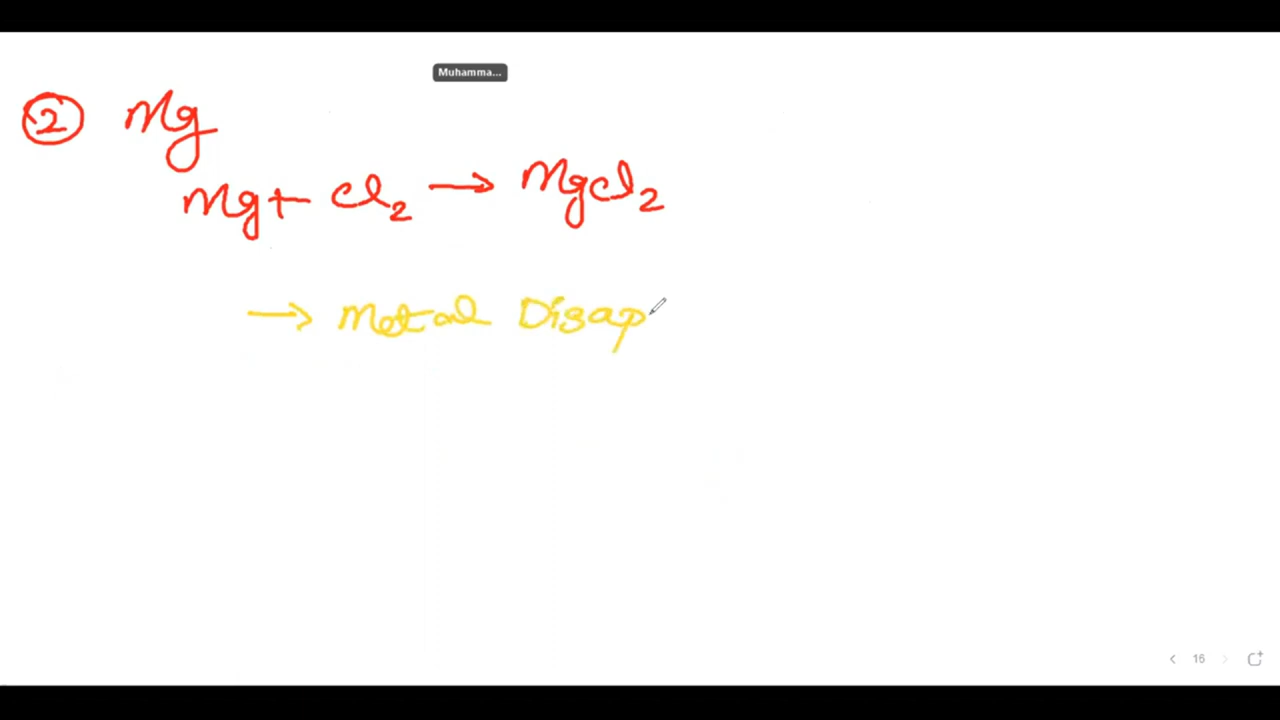 Muhamma...
② Mg
Mg + Cl₂ → MgCl₂
→ Metal Disap
< 16 >